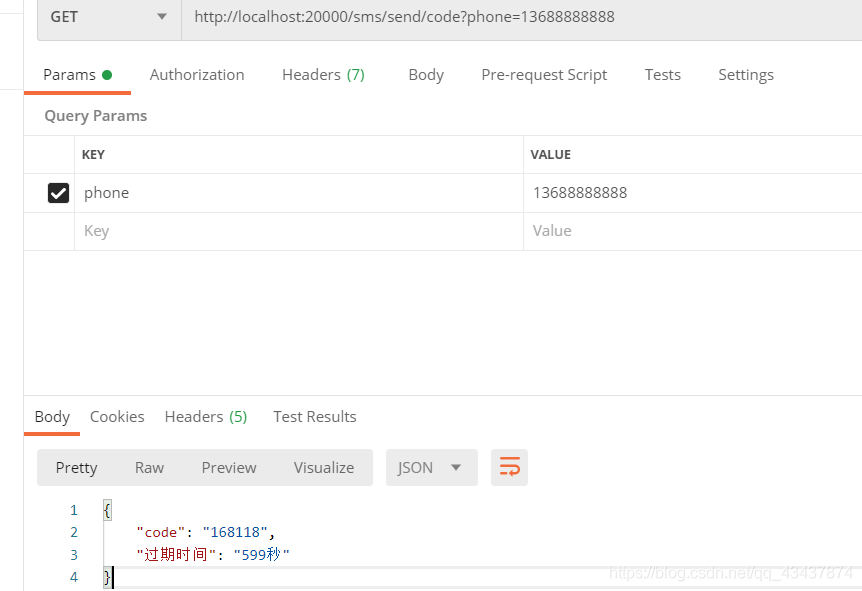 GET http://localhost:20000/sms/send/code?phone=13688888888
Params Authorization Headers (7) Body Pre-request Script Tests Settings
Query Params
KEY VALUE
phone 13688888888
Key Value
Body Cookies Headers (5) Test Results
Pretty Raw Preview Visualize JSON
1 {
2 "code": "168118",
3 "过期时间": "599秒"
4 }
https://blog.csdn.net/qq_43437874